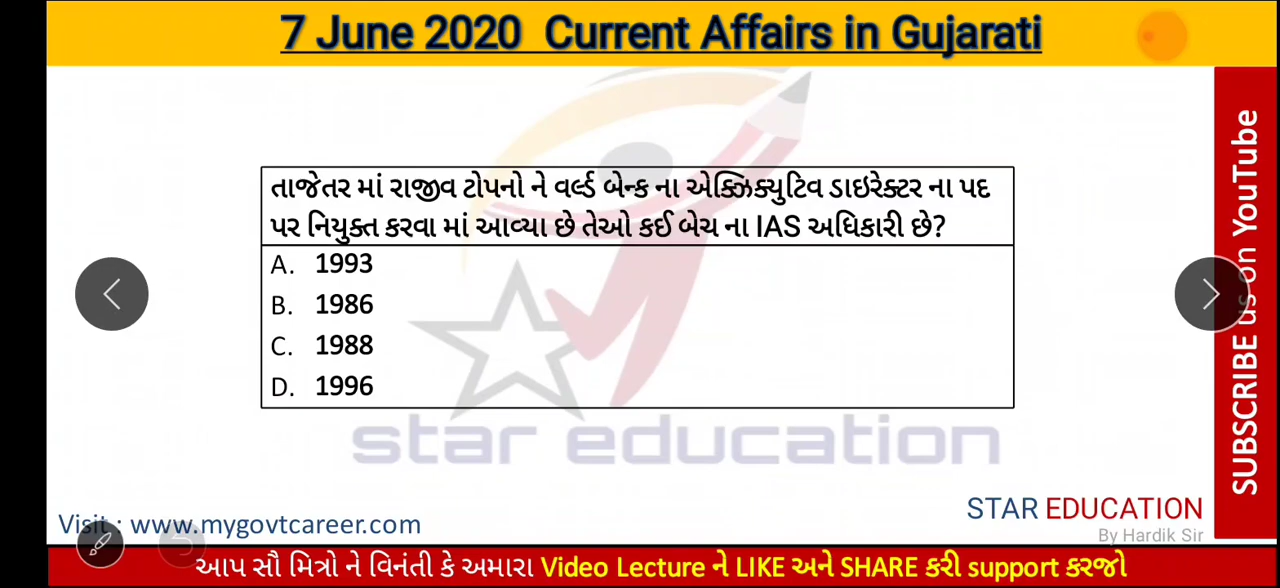 7 June 2020 Current Affairs in Gujarati
તાજેતર માં રાજીવ ટોપનો ને વર્લ્ડ બેન્ક ના એક્ઝિક્યુટિવ ડાઇરેક્ટર ના પદ
પર નિયુક્ત કરવા માં આવ્યા છે તેઓ કઈ બેચ ના IAS અધિકારી છે?
A. 1993
B. 1986
C. 1988
D. 1996
star education
SUBSCRIBE us on YouTube
STAR EDUCATION
Visit : www.mygovtcareer.com
By Hardik Sir
આપ સૌ મિત્રો ને વિનંતી કે અમારા Video Lecture ને LIKE અને SHARE કરી support કરજો